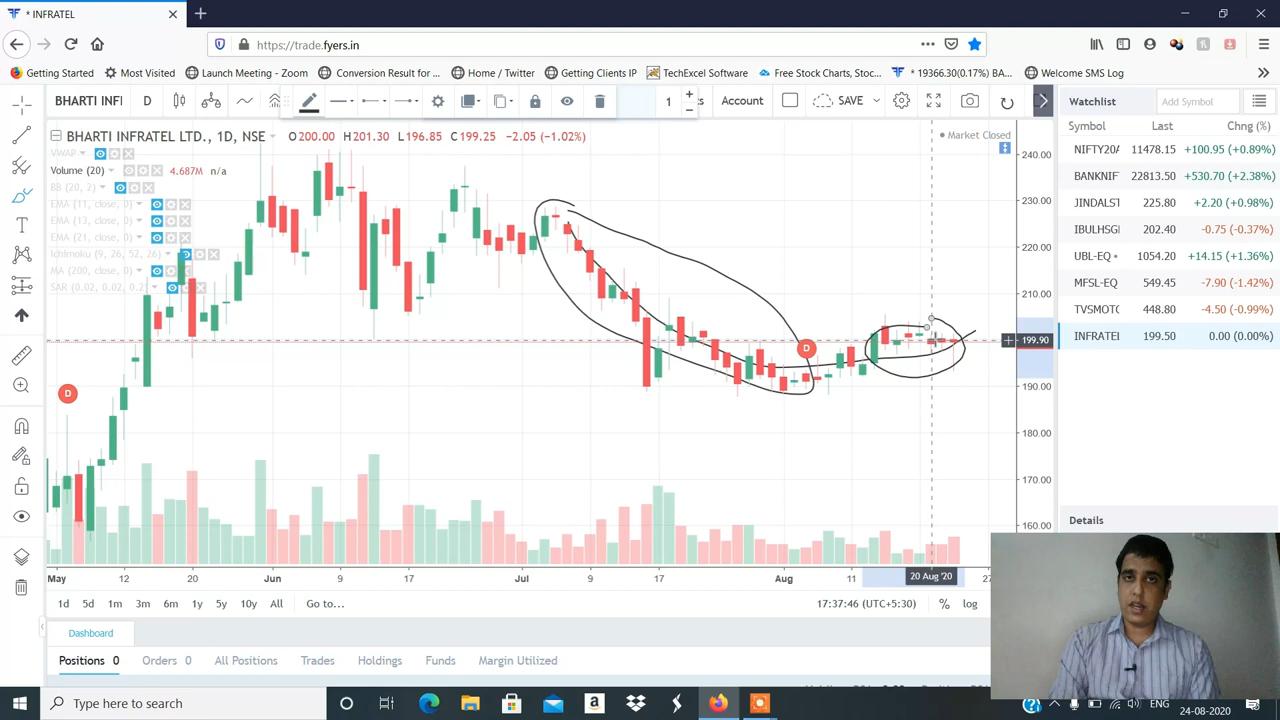 * INFRATEL
https://trade.fyers.in
Getting Started Most Visited Launch Meeting - Zoom Conversion Result for ... Home / Twitter Getting Clients IP TechExcel Software Free Stock Charts, Stoc... * 19366.30(0.17%) BA... Welcome SMS Log
BHARTI INFI D 1 Account SAVE
Watchlist Add Symbol
BHARTI INFRATEL LTD., 1D, NSE O200.00 H201.30 L196.85 C199.25 -2.05 (-1.02%)
Market Closed
Symbol Last Chng (%)
VWAP
Volume (20) 4.687M n/a
BB (20, 2)
EMA (11, close, 0)
EMA (13, close, 0)
EMA (21, close, 0)
Ichimoku (9, 26, 52, 26)
MA (200, close, 0)
SAR (0.02, 0.02, 0.2)
NIFTY20A 11478.15 +100.95 (+0.89%)
BANKNIF 22813.50 +530.70 (+2.38%)
JINDALST 225.80 +2.20 (+0.98%)
IBULHSGI 202.40 -0.75 (-0.37%)
UBL-EQ 1054.20 +14.15 (+1.36%)
MFSL-EQ 549.45 -7.90 (-1.42%)
TVSMOTC 448.80 -4.50 (-0.99%)
INFRATEL 199.50 0.00 (0.00%)
240.00
230.00
220.00
210.00
199.90
190.00
180.00
170.00
160.00
D
D
Details
May 12 20 Jun 9 17 Jul 9 17 Aug 11 20 Aug '20 27
1d 5d 1m 3m 6m 1y 5y 10y All Go to... 17:37:46 (UTC+5:30) % log
Dashboard
Positions 0 Orders 0 All Positions Trades Holdings Funds Margin Utilized
Type here to search
ENG
24-08-2020